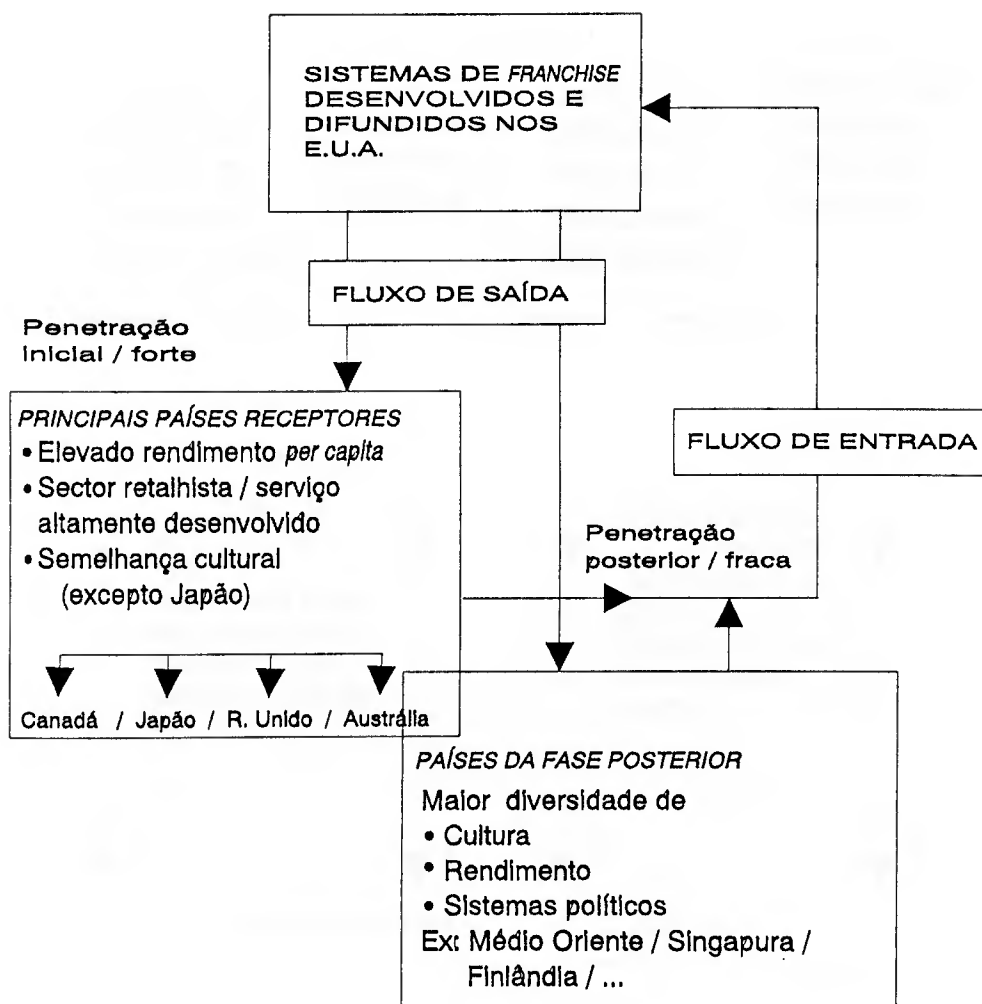 SISTEMAS DE FRANCHISE
DESENVOLVIDOS E
DIFUNDIDOS NOS
E.U.A.
FLUXO DE SAÍDA
Penetração
inicial / forte
PRINCIPAIS PAÍSES RECEPTORES
• Elevado rendimento per capita
• Sector retalhista / serviço
altamente desenvolvido
• Semelhança cultural
(excepto Japão)
Canadá / Japão / R. Unido / Austrália
FLUXO DE ENTRADA
Penetração
posterior / fraca
PAÍSES DA FASE POSTERIOR
Maior diversidade de
• Cultura
• Rendimento
• Sistemas políticos
Ex: Médio Oriente / Singapura /
Finlândia / ...